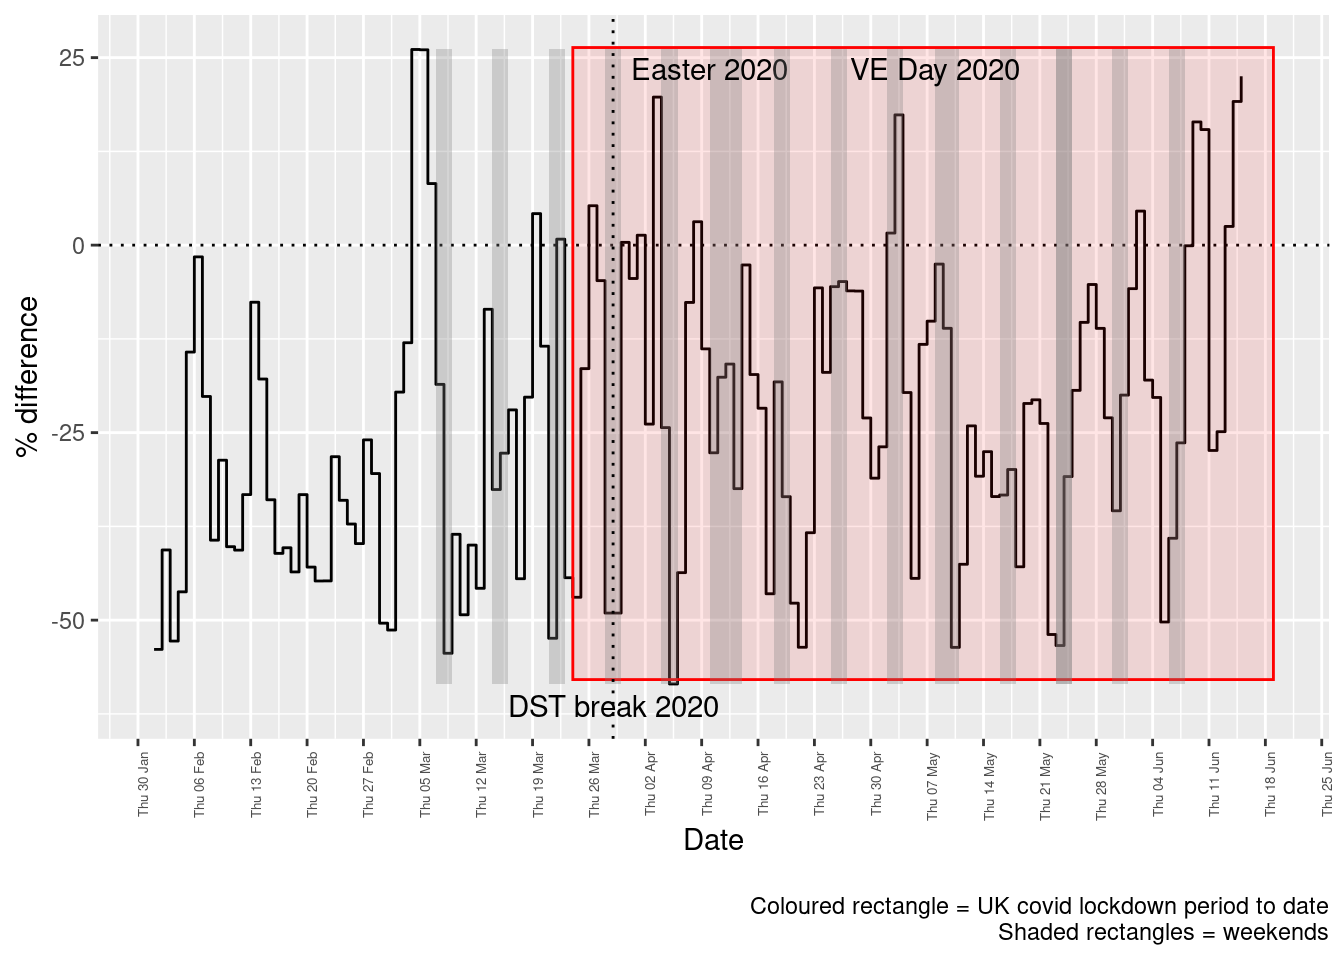 25
0
-25
-50
% difference
Easter 2020
VE Day 2020
DST break 2020
Thu 30 Jan
Thu 06 Feb
Thu 13 Feb
Thu 20 Feb
Thu 27 Feb
Thu 05 Mar
Thu 12 Mar
Thu 19 Mar
Thu 26 Mar
Thu 02 Apr
Thu 09 Apr
Thu 16 Apr
Thu 23 Apr
Thu 30 Apr
Thu 07 May
Thu 14 May
Thu 21 May
Thu 28 May
Thu 04 Jun
Thu 11 Jun
Thu 18 Jun
Thu 25 Jun
Date
Coloured rectangle = UK covid lockdown period to date
Shaded rectangles = weekends